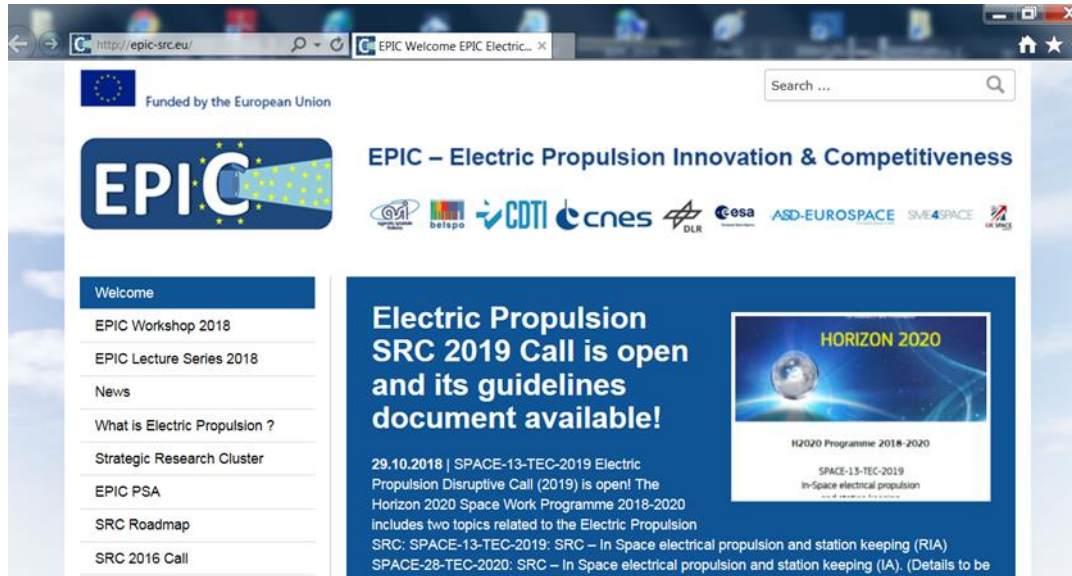 http://epic-src.eu/
EPIC Welcome EPIC Electric...
Funded by the European Union
Search ...
EPIC
EPIC – Electric Propulsion Innovation & Competitiveness
asi
belspo
CDTI
cnes
DLR
esa
ASD-EUROSPACE
SME4SPACE
UK SPACE
Welcome
EPIC Workshop 2018
EPIC Lecture Series 2018
News
What is Electric Propulsion ?
Strategic Research Cluster
EPIC PSA
SRC Roadmap
SRC 2016 Call
Electric Propulsion
SRC 2019 Call is open
and its guidelines
document available!
HORIZON 2020
H2020 Programme 2018-2020
SPACE-13-TEC-2019
In-Space electrical propulsion
and station keeping
29.10.2018 | SPACE-13-TEC-2019 Electric
Propulsion Disruptive Call (2019) is open! The
Horizon 2020 Space Work Programme 2018-2020
includes two topics related to the Electric Propulsion
SRC: SPACE-13-TEC-2019: SRC – In Space electrical propulsion and station keeping (RIA)
SPACE-28-TEC-2020: SRC – In Space electrical propulsion and station keeping (IA). (Details to be